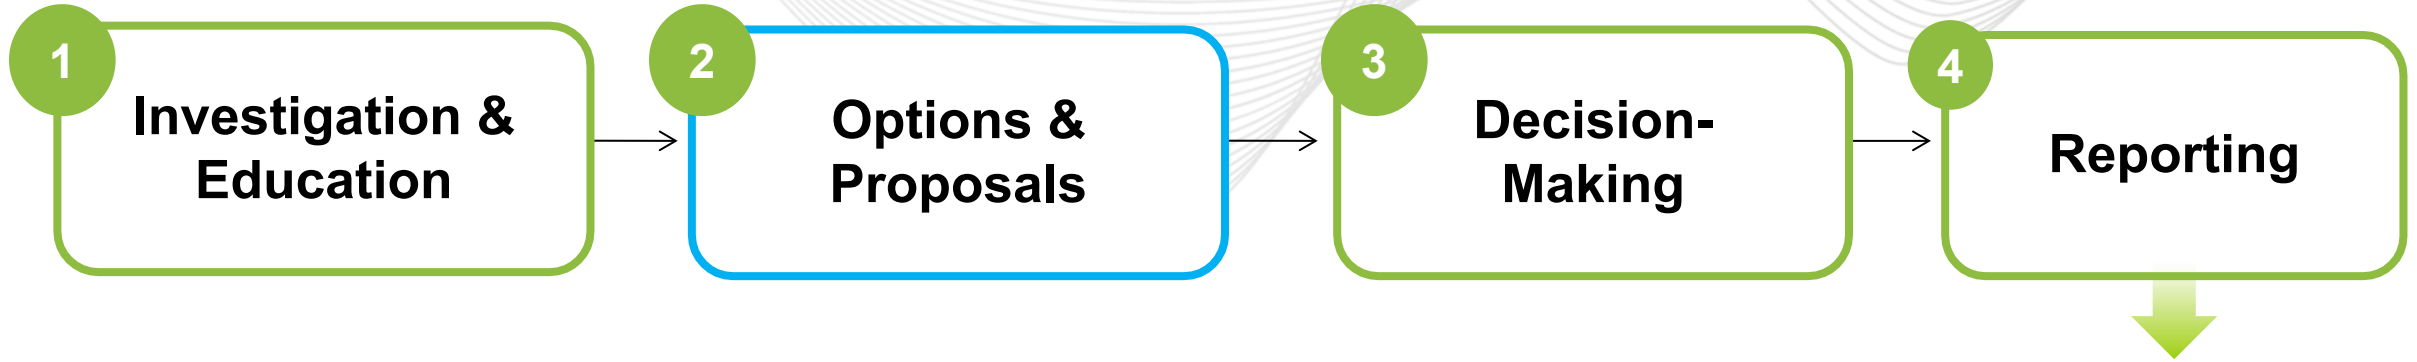 1
Investigation &
Education
2
Options &
Proposals
3
Decision-
Making
4
Reporting